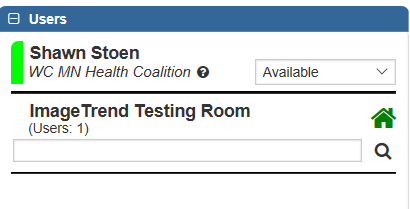 Users
Shawn Stoen
WC MN Health Coalition ?
Available
ImageTrend Testing Room
(Users: 1)